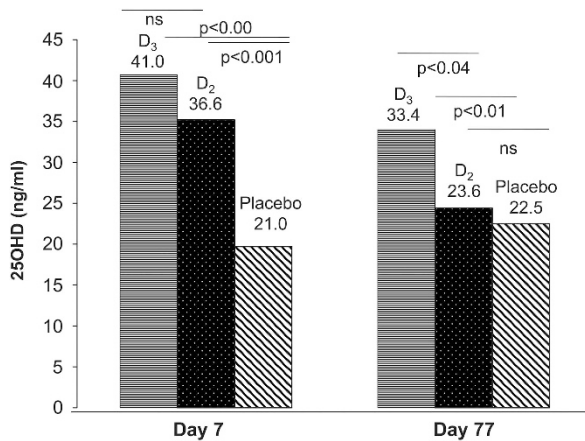 ns
p<0.00
p<0.001
D3
41.0
D2
36.6
Placebo
21.0
p<0.04
p<0.01
ns
D3
33.4
D2
23.6
Placebo
22.5
45
40
35
30
25
20
15
10
5
0
25OHD (ng/ml)
Day 7
Day 77